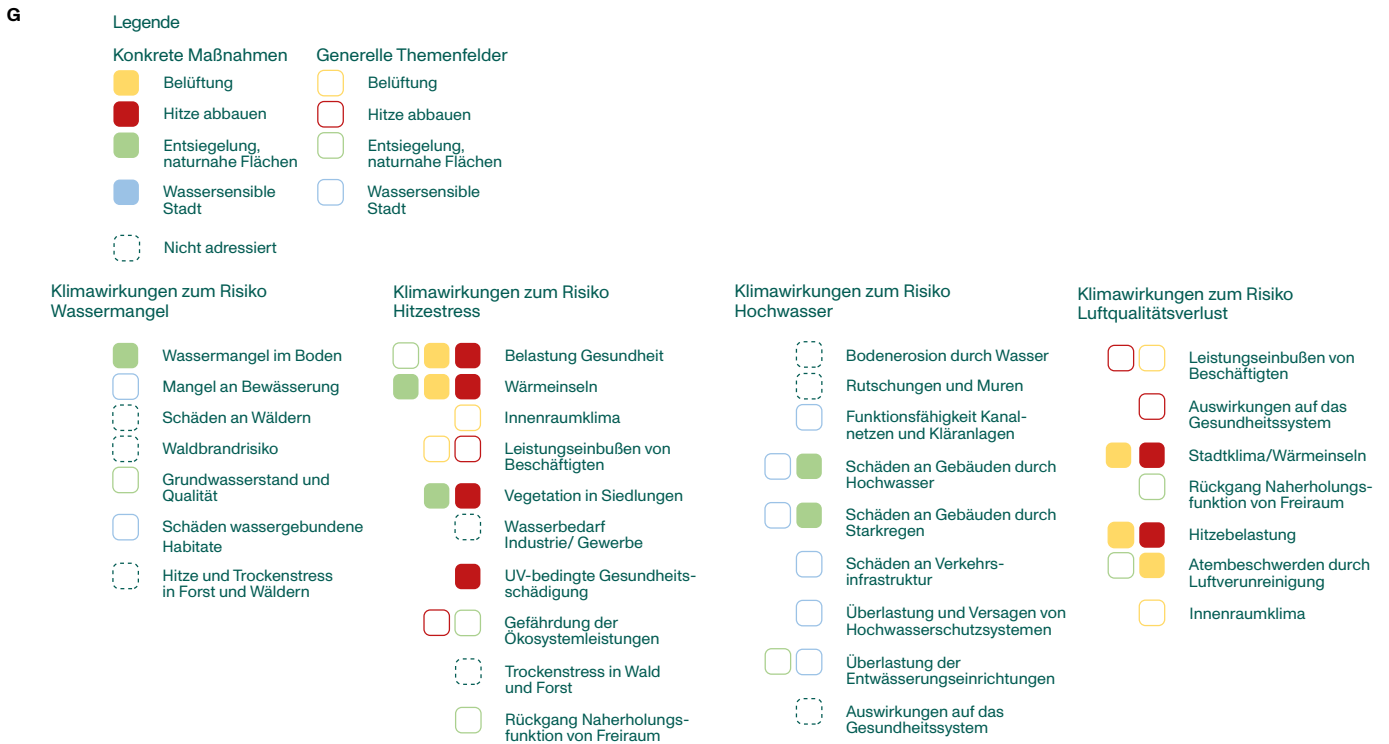 G
Legende
Konkrete Maßnahmen
Belüftung
Hitze abbauen
Entsiegelung,
naturnahe Flächen
Wassersensible
Stadt
Nicht adressiert
Generelle Themenfelder
Belüftung
Hitze abbauen
Entsiegelung,
naturnahe Flächen
Wassersensible
Stadt
Klimawirkungen zum Risiko
Wassermangel
Wassermangel im Boden
Mangel an Bewässerung
Schäden an Wäldern
Waldbrandrisiko
Grundwasserstand und
Qualität
Schäden wassergebundene
Habitate
Hitze und Trockenstress
in Forst und Wäldern
Klimawirkungen zum Risiko
Hitzestress
Belastung Gesundheit
Wärmeinseln
Innenraumklima
Leistungseinbußen von
Beschäftigten
Vegetation in Siedlungen
Wasserbedarf
Industrie/ Gewerbe
UV-bedingte Gesundheits-
schädigung
Gefährdung der
Ökosystemleistungen
Trockenstress in Wald
und Forst
Rückgang Naherholungs-
funktion von Freiraum
Klimawirkungen zum Risiko
Hochwasser
Bodenerosion durch Wasser
Rutschungen und Muren
Funktionsfähigkeit Kanal-
netzen und Kläranlagen
Schäden an Gebäuden durch
Hochwasser
Schäden an Gebäuden durch
Starkregen
Schäden an Verkehrs-
infrastruktur
Überlastung und Versagen von
Hochwasserschutzsystemen
Überlastung der
Entwässerungseinrichtungen
Auswirkungen auf das
Gesundheitssystem
Klimawirkungen zum Risiko
Luftqualitätsverlust
Leistungseinbußen von
Beschäftigten
Auswirkungen auf das
Gesundheitssystem
Stadtklima/Wärmeinseln
Rückgang Naherholungs-
funktion von Freiraum
Hitzebelastung
Atembeschwerden durch
Luftverunreinigung
Innenraumklima